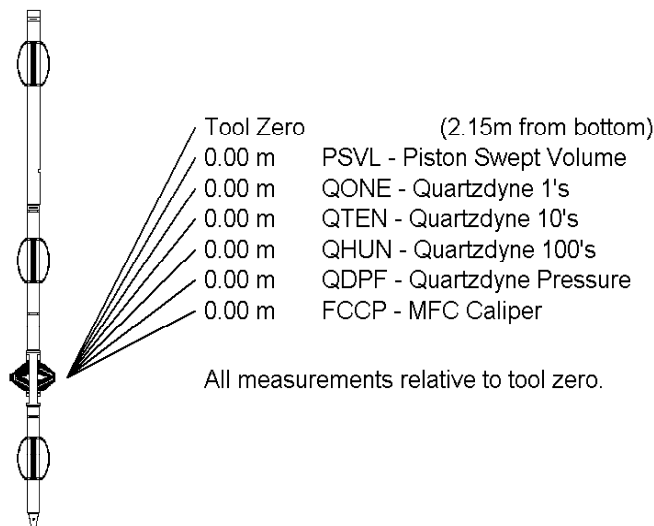 Tool Zero (2.15m from bottom)
0.00 m PSVL - Piston Swept Volume
0.00 m QONE - Quartzdyne 1's
0.00 m QTEN - Quartzdyne 10's
0.00 m QHUN - Quartzdyne 100's
0.00 m QDPF - Quartzdyne Pressure
0.00 m FCCP - MFC Caliper
All measurements relative to tool zero.